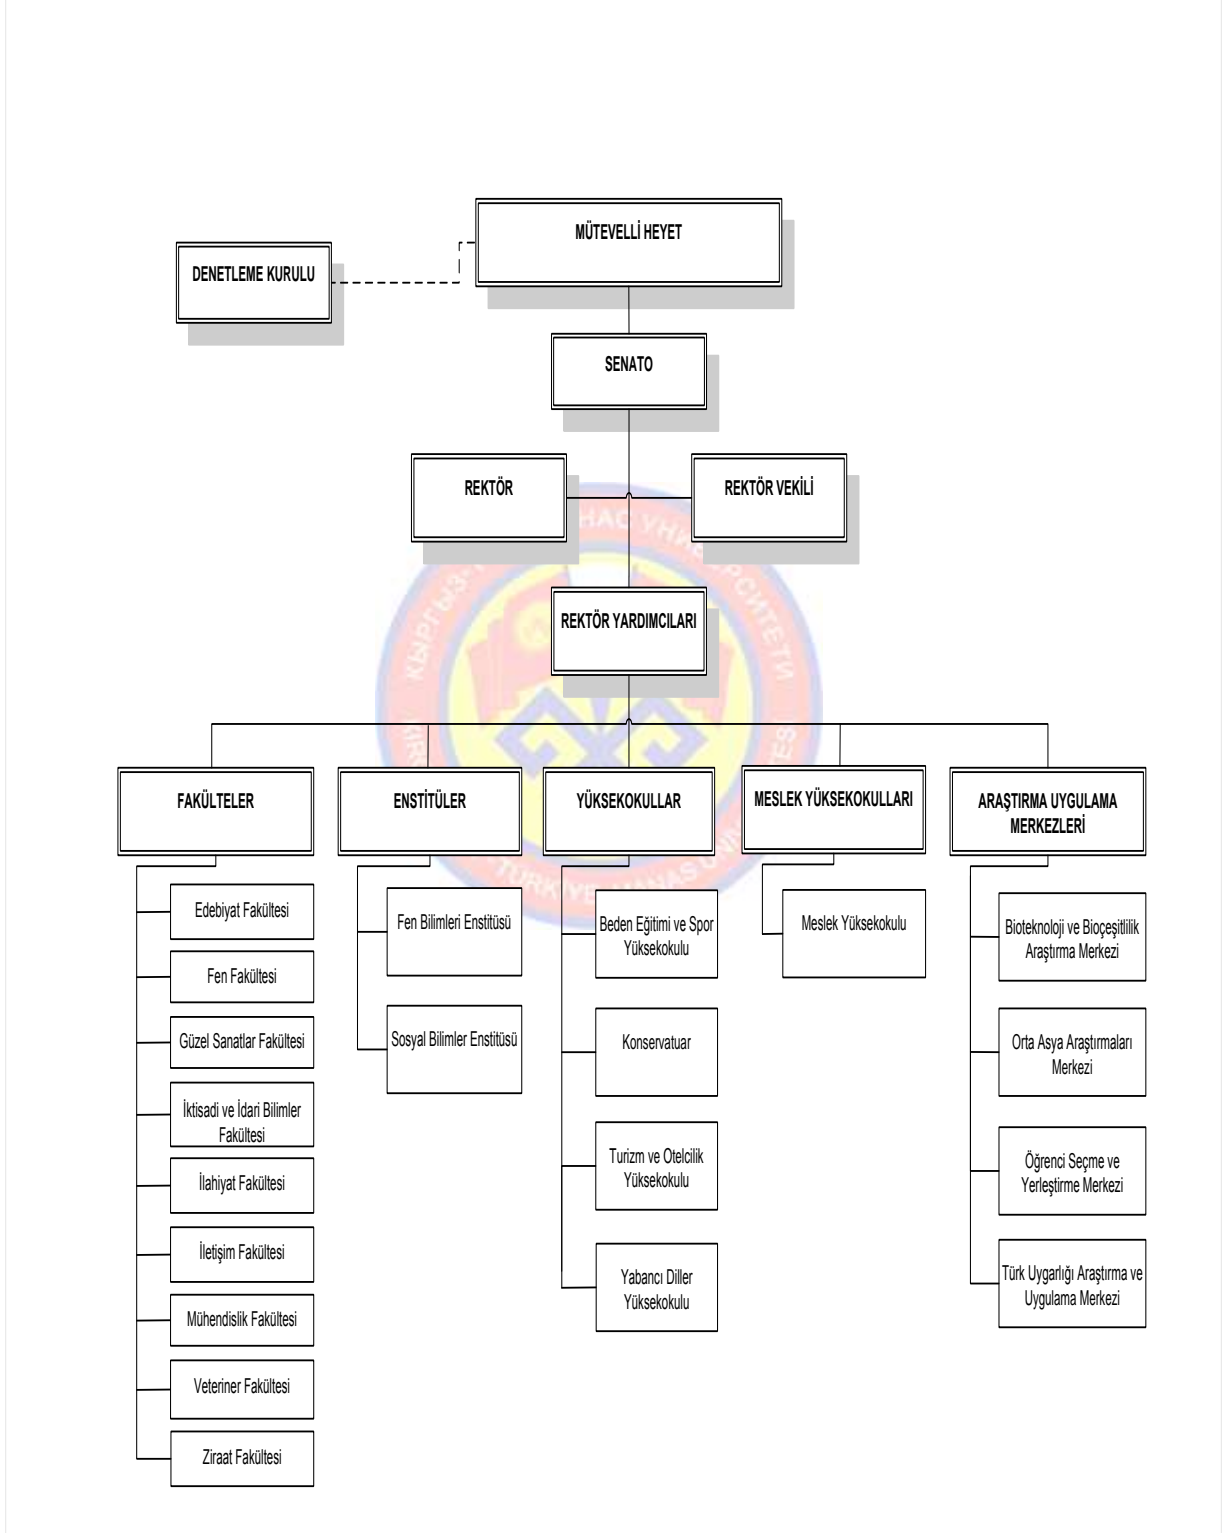 MÜTEVELLİ HEYET
DENETLEME KURULU
SENATO
REKTÖR
REKTÖR VEKİLİ
REKTÖR YARDIMCILARI
FAKÜLTELER
ENSTİTÜLER
YÜKSEKOKULLAR
MESLEK YÜKSEKOKULLARI
ARAŞTIRMA UYGULAMA
MERKEZLERİ
Edebiyat Fakültesi
Fen Fakültesi
Güzel Sanatlar Fakültesi
İktisadi ve İdari Bilimler
Fakültesi
İlahiyat Fakültesi
İletişim Fakültesi
Mühendislik Fakültesi
Veteriner Fakültesi
Ziraat Fakültesi
Fen Bilimleri Enstitüsü
Sosyal Bilimler Enstitüsü
Beden Eğitimi ve Spor
Yüksekokulu
Konservatuar
Turizm ve Otelcilik
Yüksekokulu
Yabancı Diller
Yüksekokulu
Meslek Yüksekokulu
Bioteknoloji ve Bioçeşitlilik
Araştırma Merkezi
Orta Asya Araştırmaları
Merkezi
Öğrenci Seçme ve
Yerleştirme Merkezi
Türk Uygarlığı Araştırma ve
Uygulama Merkezi